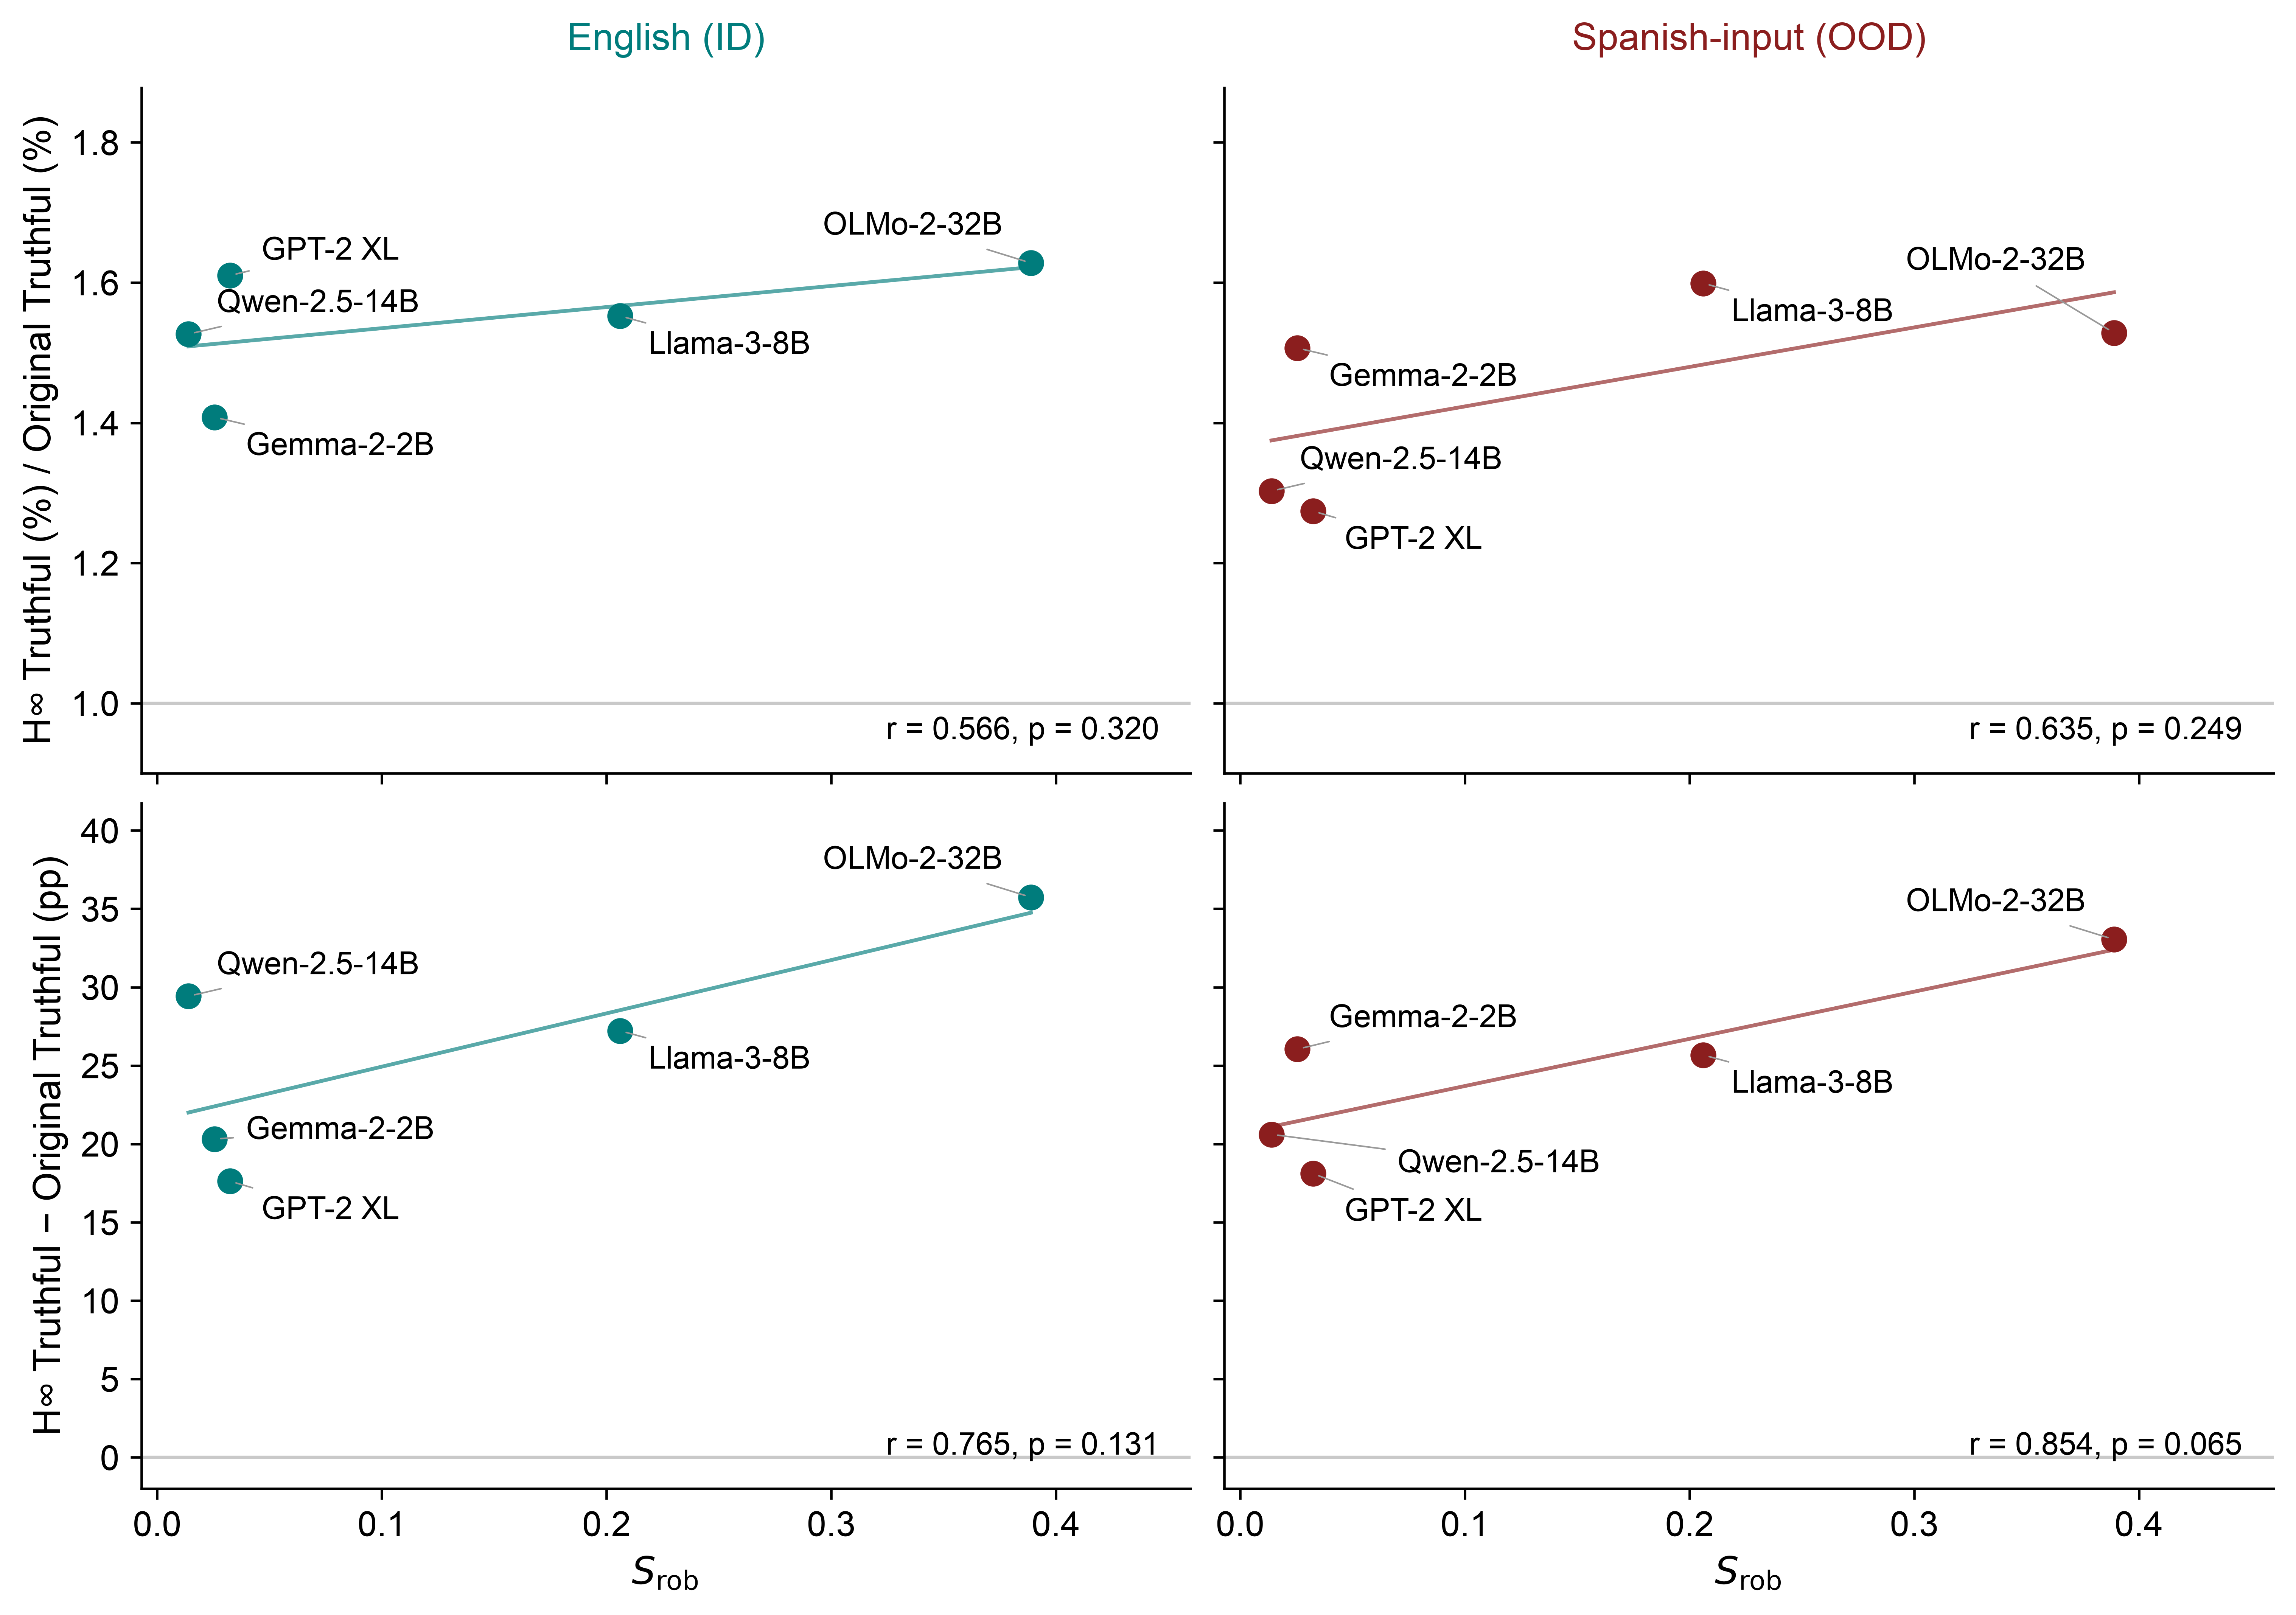 English (ID)
Spanish-input (OOD)
H∞ Truthful (%) / Original Truthful (%)
1.8
1.6
1.4
1.2
1.0
GPT-2 XL
Qwen-2.5-14B
Gemma-2-2B
Llama-3-8B
OLMo-2-32B
r = 0.566, p = 0.320
OLMo-2-32B
Llama-3-8B
Gemma-2-2B
Qwen-2.5-14B
GPT-2 XL
r = 0.635, p = 0.249
H∞ Truthful − Original Truthful (pp)
40
35
30
25
20
15
10
5
0
OLMo-2-32B
Qwen-2.5-14B
Llama-3-8B
Gemma-2-2B
GPT-2 XL
r = 0.765, p = 0.131
0.0 0.1 0.2 0.3 0.4
S_rob
OLMo-2-32B
Gemma-2-2B
Llama-3-8B
Qwen-2.5-14B
GPT-2 XL
r = 0.854, p = 0.065
0.0 0.1 0.2 0.3 0.4
S_rob